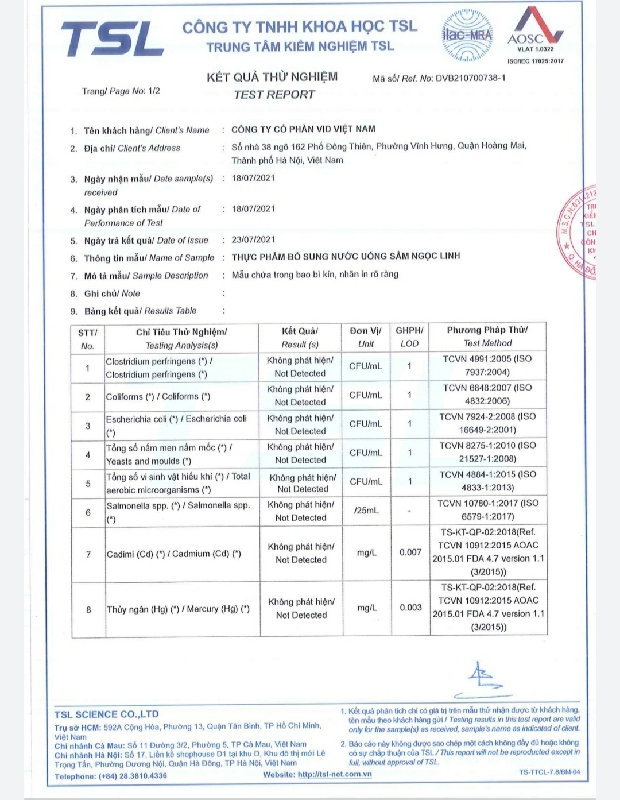 TSL
CÔNG TY TNHH KHOA HỌC TSL
TRUNG TÂM KIỂM NGHIỆM TSL
ilac-MRA
AOSC
VLAT 1.0322
ISO/IEC 17025:2017
Trang/ Page No: 1/2
KẾT QUẢ THỬ NGHIỆM
TEST REPORT
Mã số/ Ref. No: DVB210700738-1
1. Tên khách hàng/ Client's Name : CÔNG TY CỔ PHẦN VID VIỆT NAM
2. Địa chỉ/ Client's Address : Số nhà 38 ngõ 162 Phố Đông Thiên, Phường Vĩnh Hưng, Quận Hoàng Mai,
Thành phố Hà Nội, Việt Nam
3. Ngày nhận mẫu/ Date sample(s) : 18/07/2021
received
4. Ngày phân tích mẫu/ Date of : 18/07/2021
Performance of Test
5. Ngày trả kết quả/ Date of Issue : 23/07/2021
6. Thông tin mẫu/ Name of Sample : THỰC PHẨM BỔ SUNG NƯỚC UỐNG SÂM NGỌC LINH
7. Mô tả mẫu/ Sample Description : Mẫu chứa trong bao bì kín, nhãn in rõ ràng
8. Ghi chú/ Note :
9. Bảng kết quả/ Results Table :
STT/ Chỉ Tiêu Thử Nghiệm/ Kết Quả/ Đơn Vị/ GHPH/ Phương Pháp Thử/
No. Testing Analysis(s) Result (s) Unit LOD Test Method
1 Clostridium perfringens (*) / Không phát hiện/ CFU/mL 1 TCVN 4991:2005 (ISO
Clostridium perfringens (*) Not Detected 7937:2004)
2 Coliforms (*) / Coliforms (*) Không phát hiện/ CFU/mL 1 TCVN 6848:2007 (ISO
Not Detected 4832:2006)
3 Escherichia coli (*) / Escherichia coli Không phát hiện/ CFU/mL 1 TCVN 7924-2:2008 (ISO
(*) Not Detected 16649-2:2001)
4 Tổng số nấm men nấm mốc (*) / Không phát hiện/ CFU/mL 1 TCVN 8275-1:2010 (ISO
Yeasts and moulds (*) Not Detected 21527-1:2008)
5 Tổng số vi sinh vật hiếu khí (*) / Total Không phát hiện/ CFU/mL 1 TCVN 4884-1:2015 (ISO
aerobic microorganisms (*) Not Detected 4833-1:2013)
6 Salmonella spp. (*) / Salmonella spp. Không phát hiện/ /25mL - TCVN 10780-1:2017 (ISO
(*) Not Detected 6579-1:2017)
7 Cadimi (Cd) (*) / Cadmium (Cd) (*) Không phát hiện/ Not Detected mg/L 0.007 TS-KT-QP-02:2018(Ref.
TCVN 10912:2015 AOAC
2015.01 FDA 4.7 version 1.1
(3/2015))
8 Thủy ngân (Hg) (*) / Mercury (Hg) (*) Không phát hiện/ Not Detected mg/L 0.003 TS-KT-QP-02:2018(Ref.
TCVN 10912:2015 AOAC
2015.01 FDA 4.7 version 1.1
(3/2015))
TSL SCIENCE CO.,LTD
Trụ sở HCM: 592A Cộng Hòa, Phường 13, Quận Tân Bình, TP Hồ Chí Minh,
Việt Nam
Chi nhánh Cà Mau: Số 11 Đường 3/2, Phường 5, TP Cà Mau, Việt Nam
Chi nhánh Hà Nội: Số 17, Liền kề shophouse D1 tại khu D, Khu đô thị mới Lê
Trọng Tấn, Phường Dương Nội, Quận Hà Đông, TP Hà Nội, Việt Nam
Telephone: (+84) 28.3810.4336 Website: http://tsl-net.com.vn
1. Kết quả phân tích chỉ có giá trị trên mẫu thử nhận được từ khách hàng,
tên mẫu theo khách hàng gửi / Testing results in this test report are valid
only for the sample(s) as received, sample's name as indicated of client.
2. Báo cáo này không được sao chép một cách không đầy đủ hoặc không
có sự chấp thuận của TSL / This report will not be reproduced except in
full, without approval of TSL.
TS-TTCL-7.8/BM-04